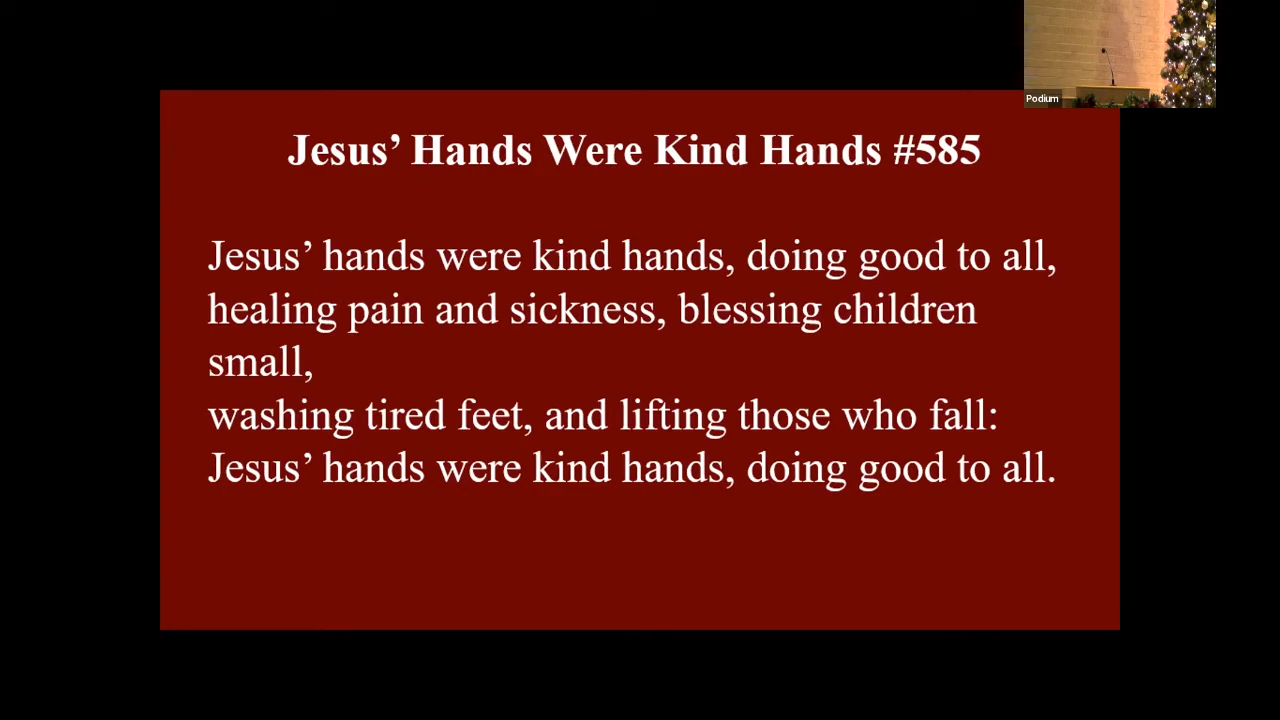 Podium
Jesus’ Hands Were Kind Hands #585
Jesus’ hands were kind hands, doing good to all,
healing pain and sickness, blessing children
small,
washing tired feet, and lifting those who fall:
Jesus’ hands were kind hands, doing good to all.